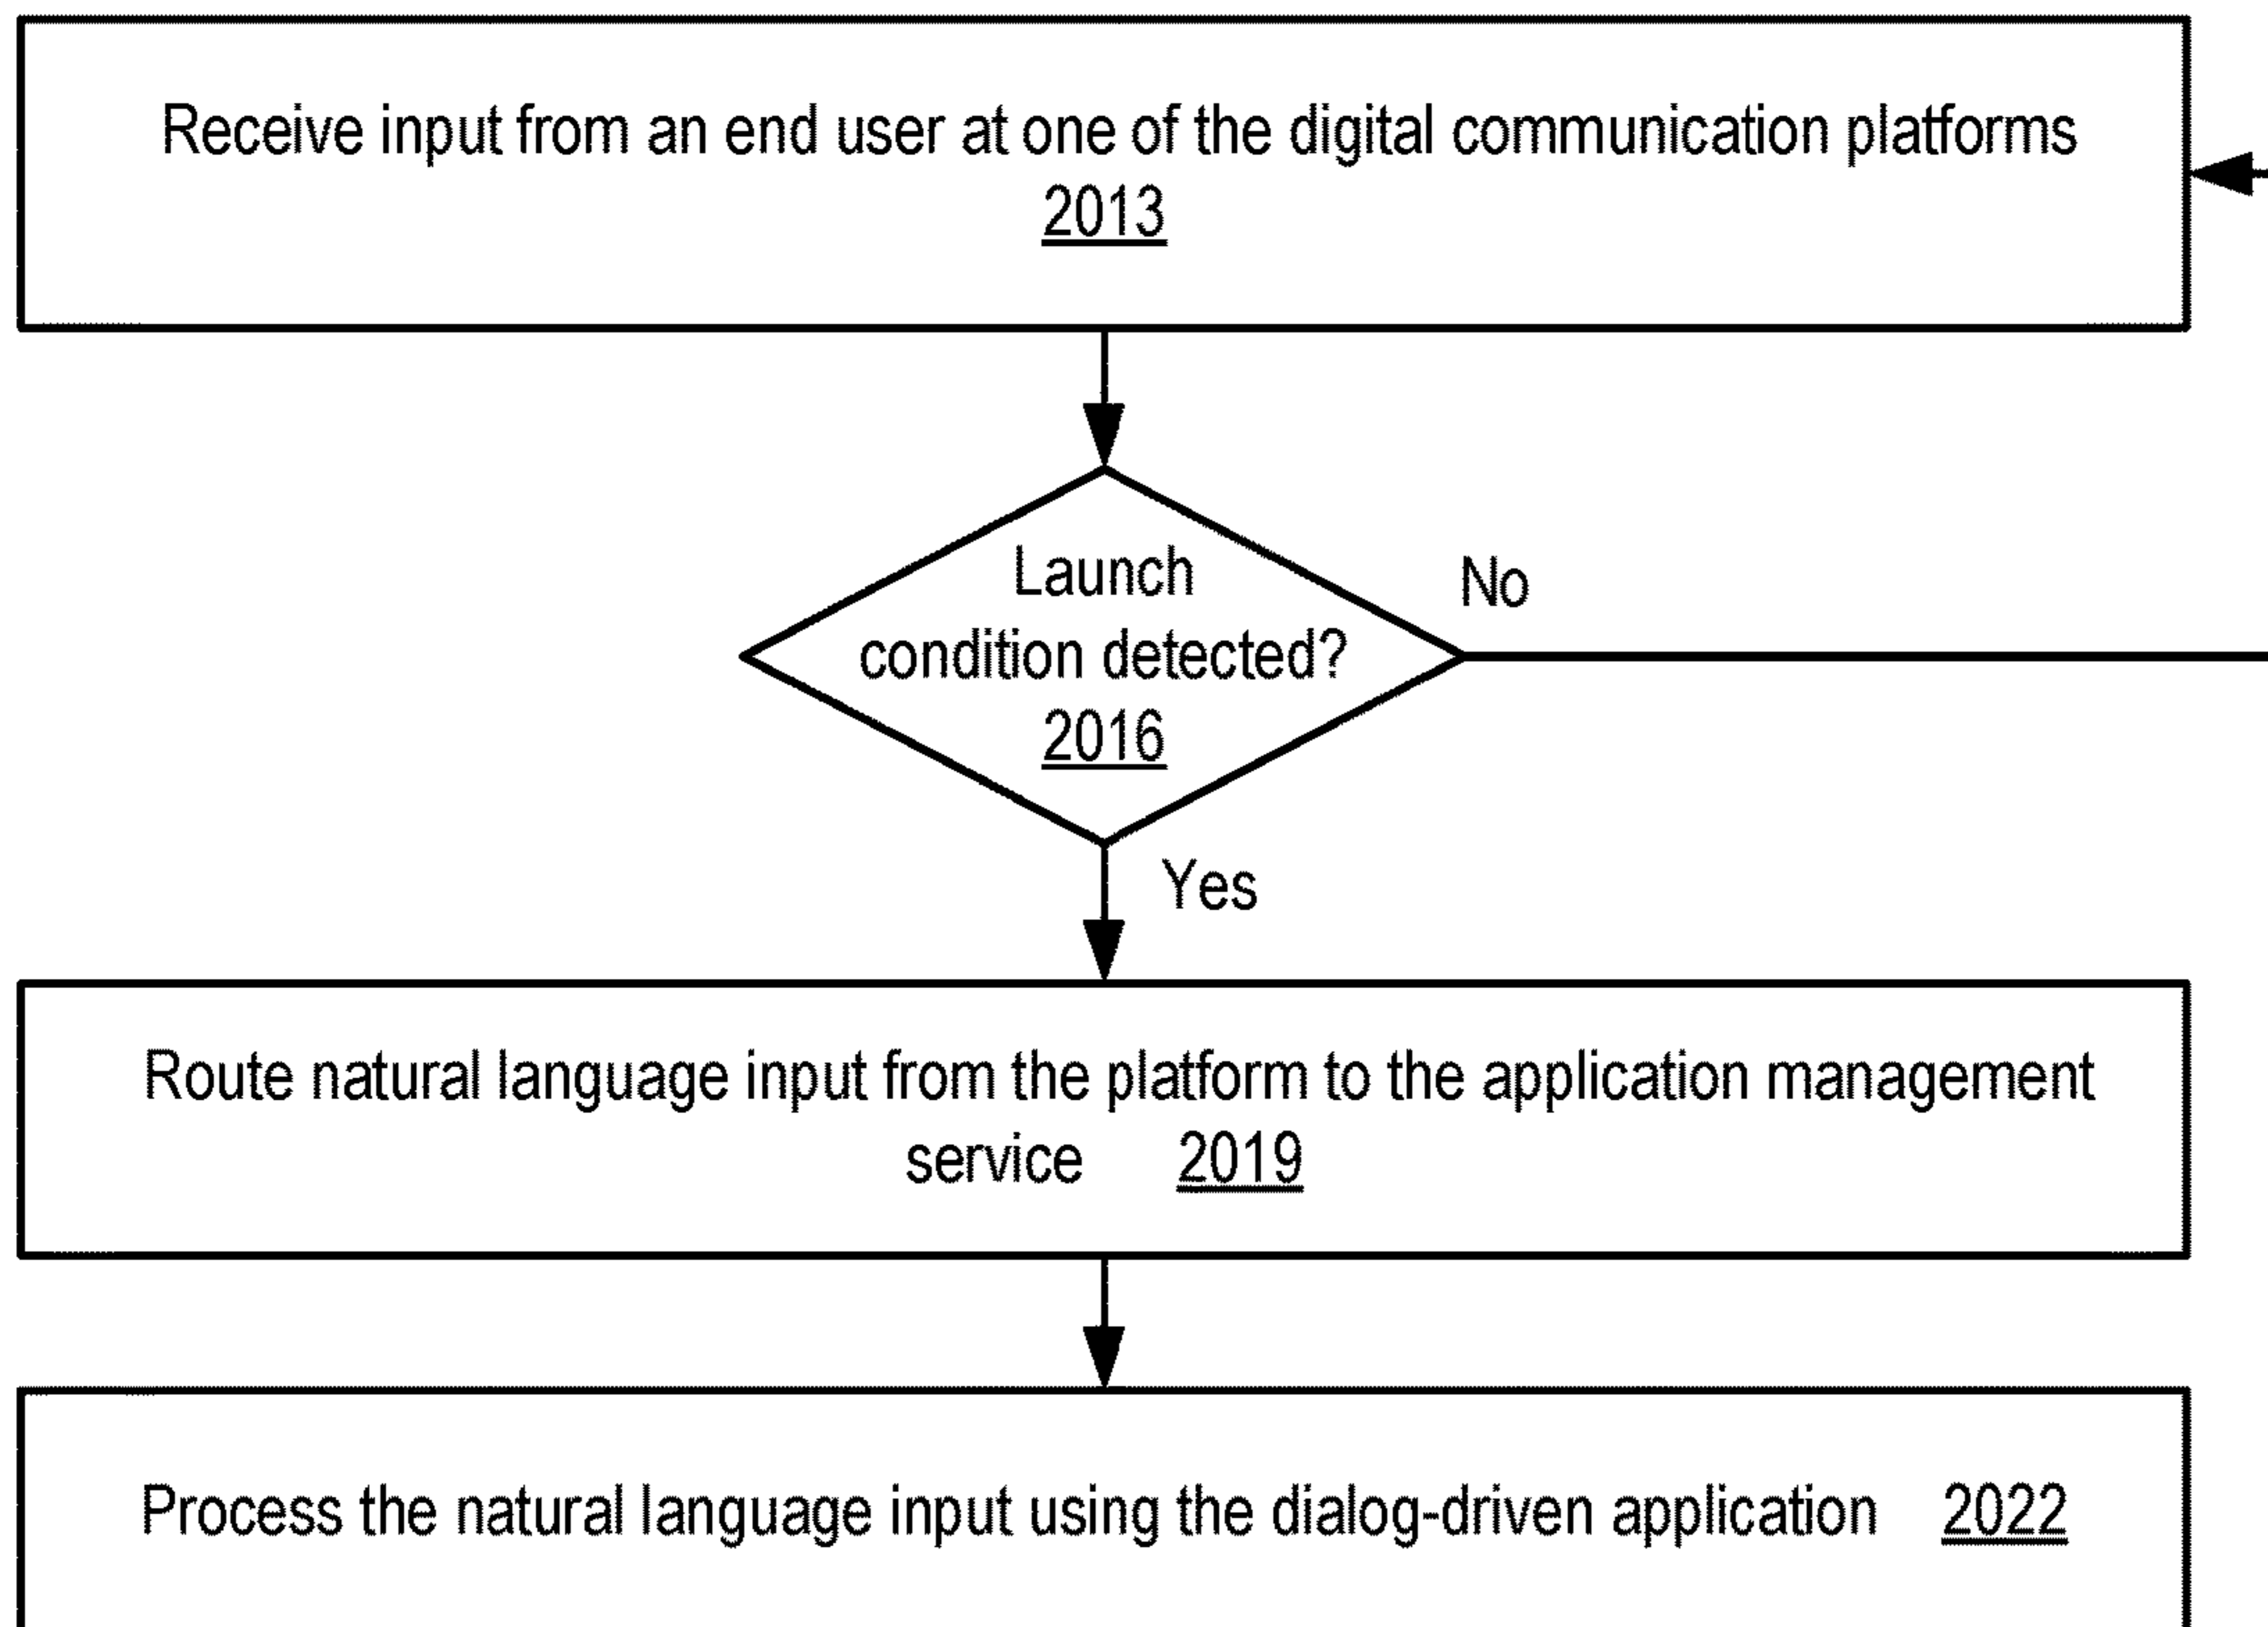 Receive input from an end user at one of the digital communication platforms
2013
Launch
No
condition detected?
2016
Yes
Route natural language input from the platform to the application management
service 2019
Process the natural language input using the dialog-driven application 2022